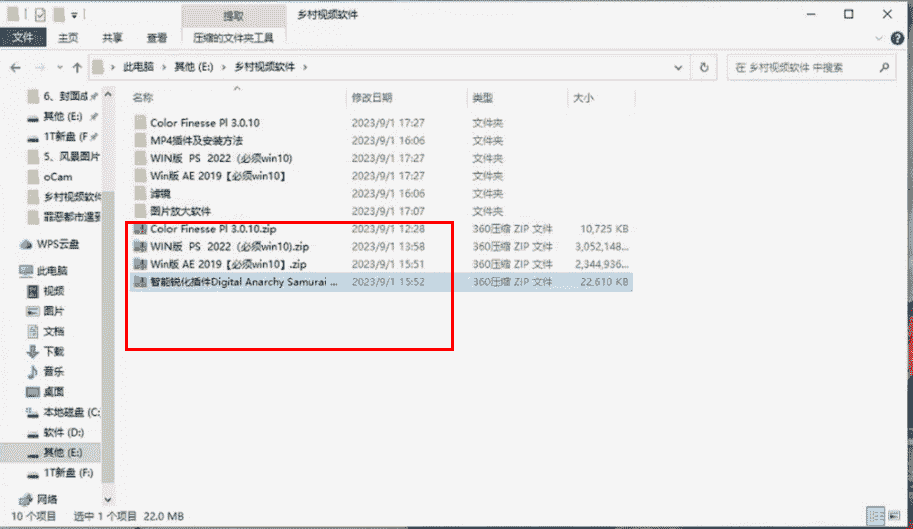 提取
乡村视频软件
文件
主页
共享
查看
压缩的文件夹工具
此电脑
其他 (E:)
乡村视频软件
在 乡村视频软件 中搜索
名称
修改日期
类型
大小
6、封面成
其他 (E:)
1T新盘 (F
5、风景图片
oCam
乡村视频软件
罪恶都市遭到
WPS云盘
此电脑
视频
图片
文档
下载
音乐
桌面
本地磁盘 (C:
软件 (D:)
其他 (E:)
1T新盘 (F:)
网络
Color Finesse Pl 3.0.10 2023/9/1 17:27 文件夹
MP4插件及安装方法 2023/9/1 16:06 文件夹
WIN版 PS 2022 (必须win10) 2023/9/1 17:27 文件夹
Win版 AE 2019【必须win10】 2023/9/1 17:27 文件夹
滤镜 2023/9/1 16:06 文件夹
图片放大软件 2023/9/1 17:07 文件夹
Color Finesse Pl 3.0.10.zip 2023/9/1 12:28 360压缩 ZIP 文件 10,725 KB
WIN版 PS 2022 (必须win10).zip 2023/9/1 13:58 360压缩 ZIP 文件 3,052,148...
Win版 AE 2019【必须win10】.zip 2023/9/1 15:51 360压缩 ZIP 文件 2,344,936...
智能锐化插件Digital Anarchy Samurai ... 2023/9/1 15:52 360压缩 ZIP 文件 22,610 KB
10 个项目 选中 1 个项目 22.0 MB